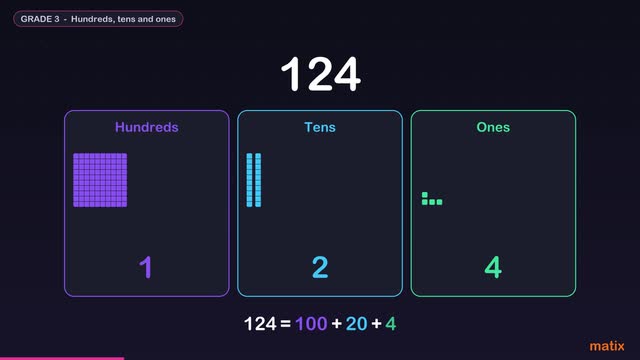 GRADE 3 - Hundreds, tens and ones
124
Hundreds
Tens
Ones
1
2
4
124 = 100 + 20 + 4
matix